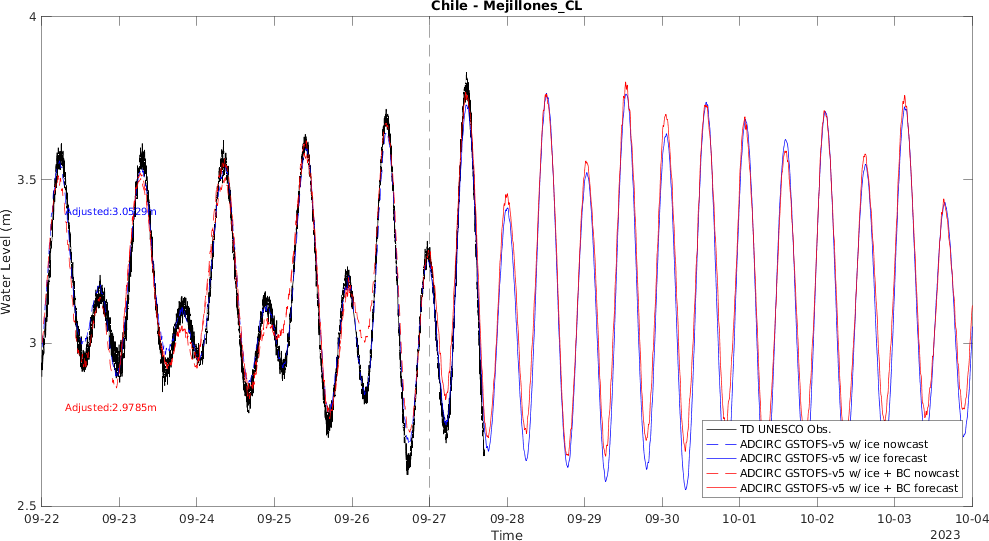 Chile - Mejillones_CL
4
3.5
3
2.5
Water Level (m)
Adjusted:3.0529m
Adjusted:2.9785m
TD UNESCO Obs.
ADCIRC GSTOFS-v5 w/ ice nowcast
ADCIRC GSTOFS-v5 w/ ice forecast
ADCIRC GSTOFS-v5 w/ ice + BC nowcast
ADCIRC GSTOFS-v5 w/ ice + BC forecast
09-22 09-23 09-24 09-25 09-26 09-27 09-28 09-29 09-30 10-01 10-02 10-03 10-04
Time
2023